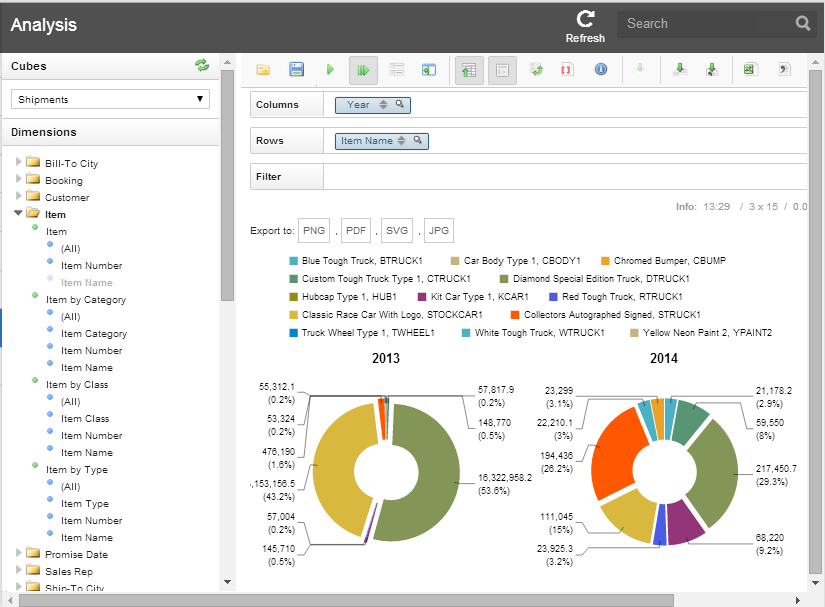 Analysis
Refresh
Search
Cubes
Shipments
Dimensions
Bill-To City
Booking
Customer
Item
Item
(All)
Item Number
Item Name
Item by Category
(All)
Item Category
Item Number
Item Name
Item by Class
(All)
Item Class
Item Number
Item Name
Item by Type
(All)
Item Type
Item Number
Item Name
Promise Date
Sales Rep
Ship-To City
Columns Year
Rows Item Name
Filter
Info: 13:29 / 3 x 15 / 0.0
Export to: PNG , PDF , SVG , JPG
Blue Tough Truck, BTRUCK1 Car Body Type 1, CBODY1 Chromed Bumper, CBUMP
Custom Tough Truck Type 1, CTRUCK1 Diamond Special Edition Truck, DTRUCK1
Hubcap Type 1, HUB1 Kit Car Type 1, KCAR1 Red Tough Truck, RTRUCK1
Classic Race Car With Logo, STOCKCAR1 Collectors Autographed Signed, STRUCK1
Truck Wheel Type 1, TWHEEL1 White Tough Truck, WTRUCK1 Yellow Neon Paint 2, YPAINT2
2013
55,312.1
(0.2%)
53,324
(0.2%)
476,190
(1.6%)
,153,156.5
(43.2%)
57,004
(0.2%)
145,710
(0.5%)
57,817.9
(0.2%)
148,770
(0.5%)
16,322,958.2
(53.6%)
2014
23,299
(3.1%)
22,210.1
(3%)
194,436
(26.2%)
111,045
(15%)
23,925.3
(3.2%)
21,178.2
(2.9%)
59,550
(8%)
217,450.7
(29.3%)
68,220
(9.2%)